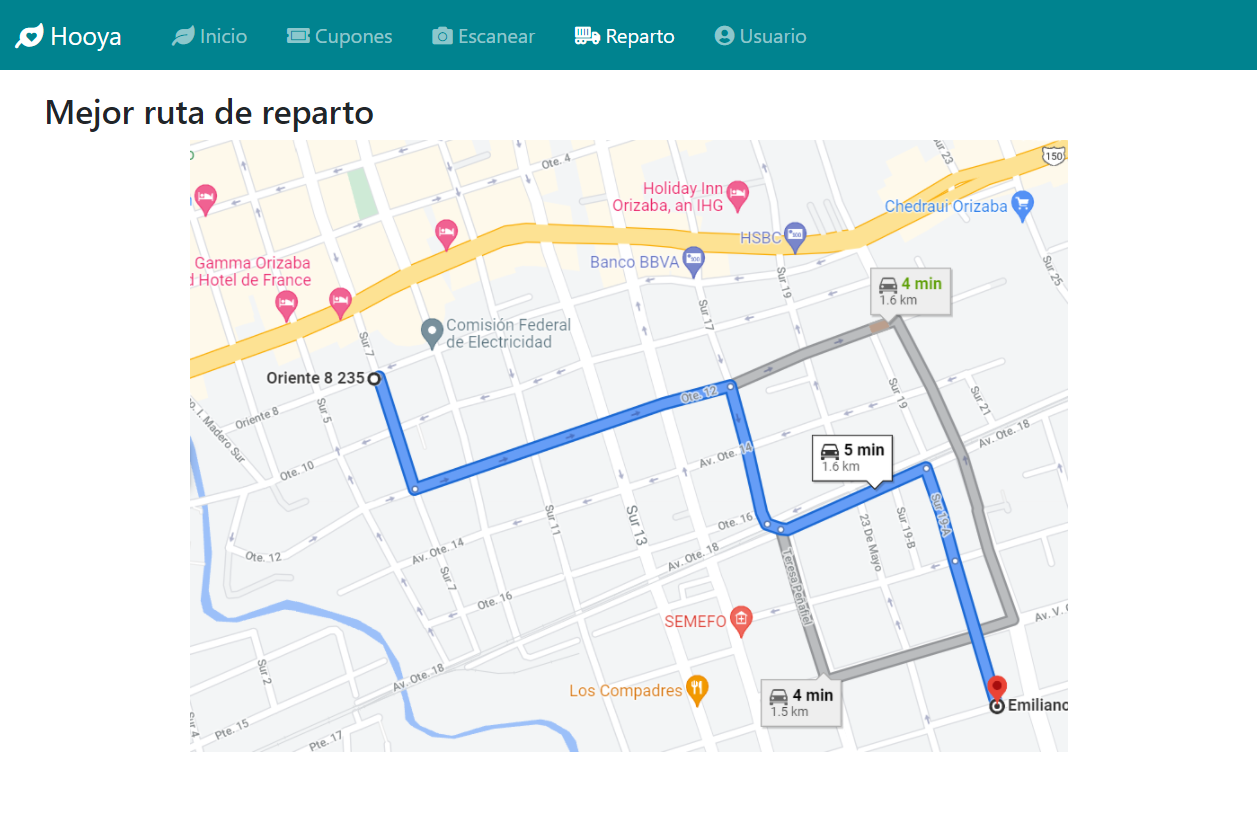 Hooya
Inicio
Cupones
Escanear
Reparto
Usuario
Mejor ruta de reparto
Ote. 4
Sur 23
150
Holiday Inn
Orizaba, an IHG
Chedraui Orizaba
HSBC
Gamma Orizaba
d Hotel de France
Banco BBVA
Sur 19
Sur 25
4 min
1.6 km
Sur 17
Comisión Federal
de Electricidad
Sur 7
Oriente 8 235
Ote. 12
Sur 19
Sur 21
Sur 5
Oriente 8
o. I. Madero Sur
Av. Ote. 18
5 min
1.6 km
Av. Ote. 14
Ote. 10
Sur 11
Sur 13
Ote. 16
23 De Mayo
Sur 19-B
Sur 19-A
Ote. 12
Av. Ote. 14
Av. Ote. 18
Sur 7
Teresa Peñafiel
Ote. 16
SEMEFO
Av. V.
Sur 2
Av. Ote. 18
Los Compadres
4 min
1.5 km
Emiliano
Sur 4
Pte. 15
Pte. 17